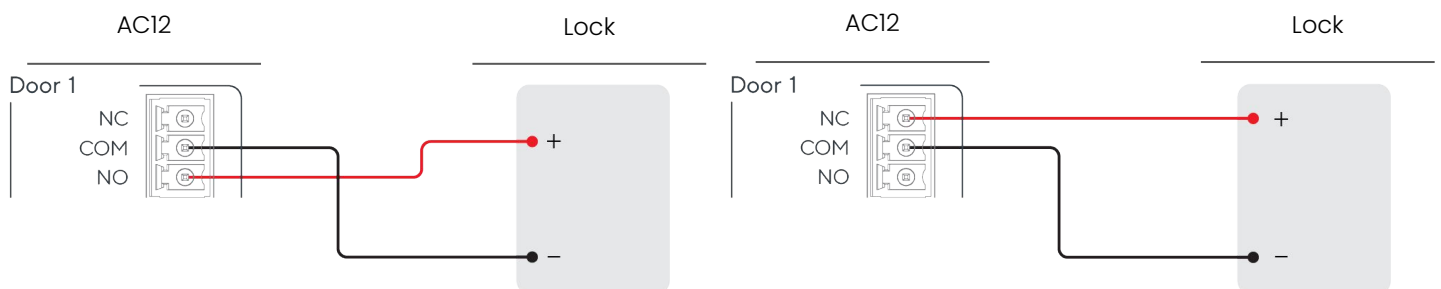 AC12
Lock
Door 1
NC
COM
NO
+
−
AC12
Lock
Door 1
NC
COM
NO
+
−